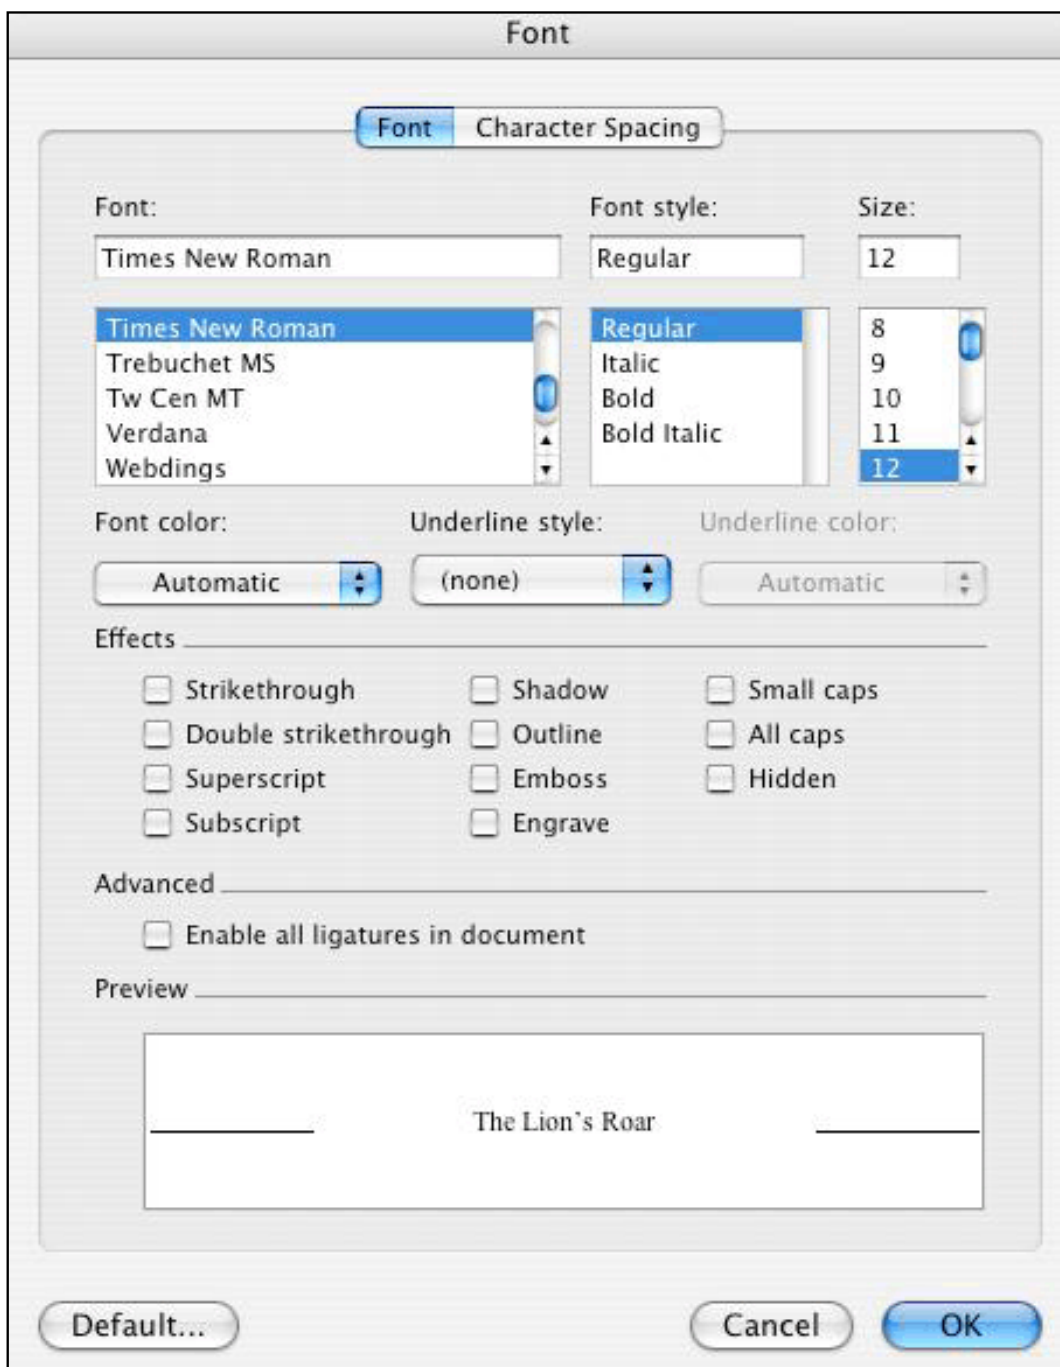 Font
Font Character Spacing
Font: Font style: Size:
Times New Roman Regular 12
Times New Roman Regular 8
Trebuchet MS Italic 9
Tw Cen MT Bold 10
Verdana Bold Italic 11
Webdings 12
Font color: Underline style: Underline color:
Automatic (none) Automatic
Effects
Strikethrough Shadow Small caps
Double strikethrough Outline All caps
Superscript Emboss Hidden
Subscript Engrave
Advanced
Enable all ligatures in document
Preview
The Lion's Roar
Default... Cancel OK